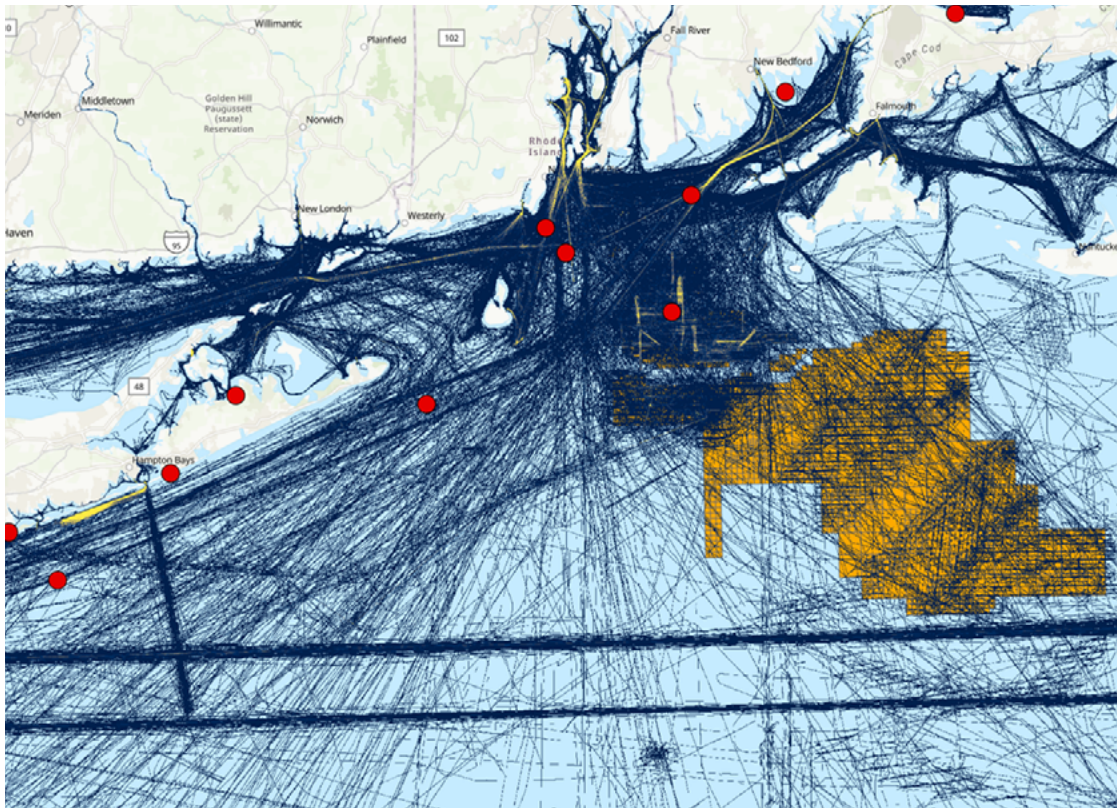 Willimantic
Plainfield
102
Fall River
Cape Cod
New Bedford
Middletown
Meriden
Golden Hill
Paugussett
(state)
Reservation
Norwich
Falmouth
Rhode
Island
New London
Westerly
Haven
95
48
Hampton Bays